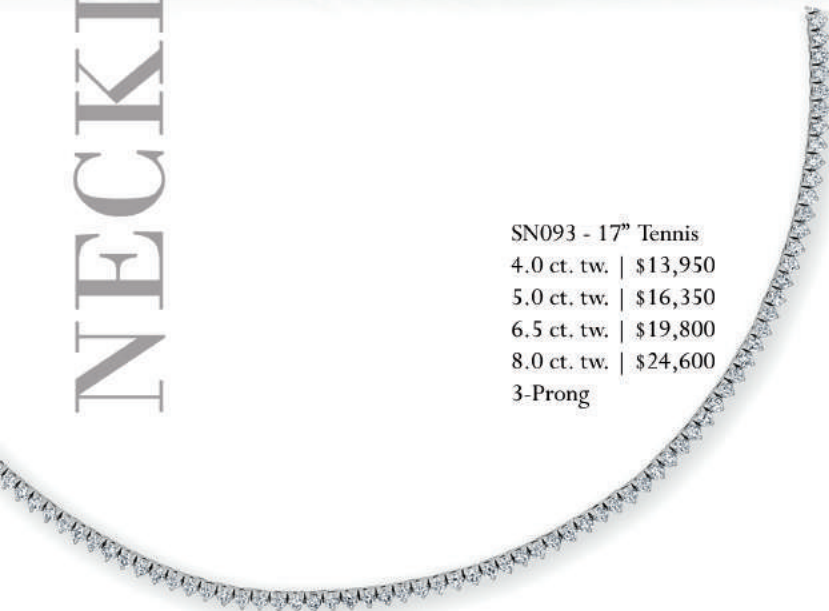 NECKL
SN093 - 17” Tennis
4.0 ct. tw. | $13,950
5.0 ct. tw. | $16,350
6.5 ct. tw. | $19,800
8.0 ct. tw. | $24,600
3-Prong